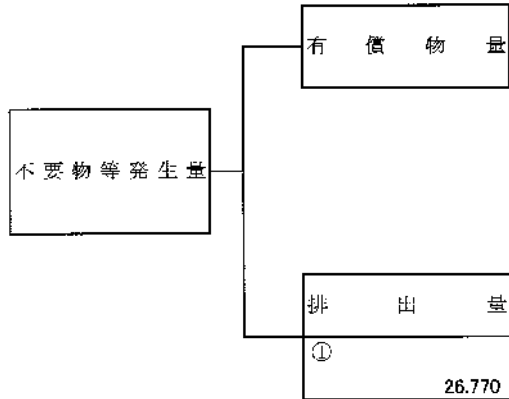 有償物量
不要物等発生量
排出量
①
26.770